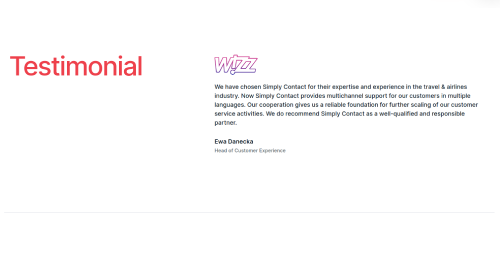 Testimonial
W!ZZ
We have chosen Simply Contact for their expertise and experience in the travel & airlines
industry. Now Simply Contact provides multichannel support for our customers in multiple
languages. Our cooperation gives us a reliable foundation for further scaling of our customer
service activities. We do recommend Simply Contact as a well-qualified and responsible
partner.
Ewa Danecka
Head of Customer Experience